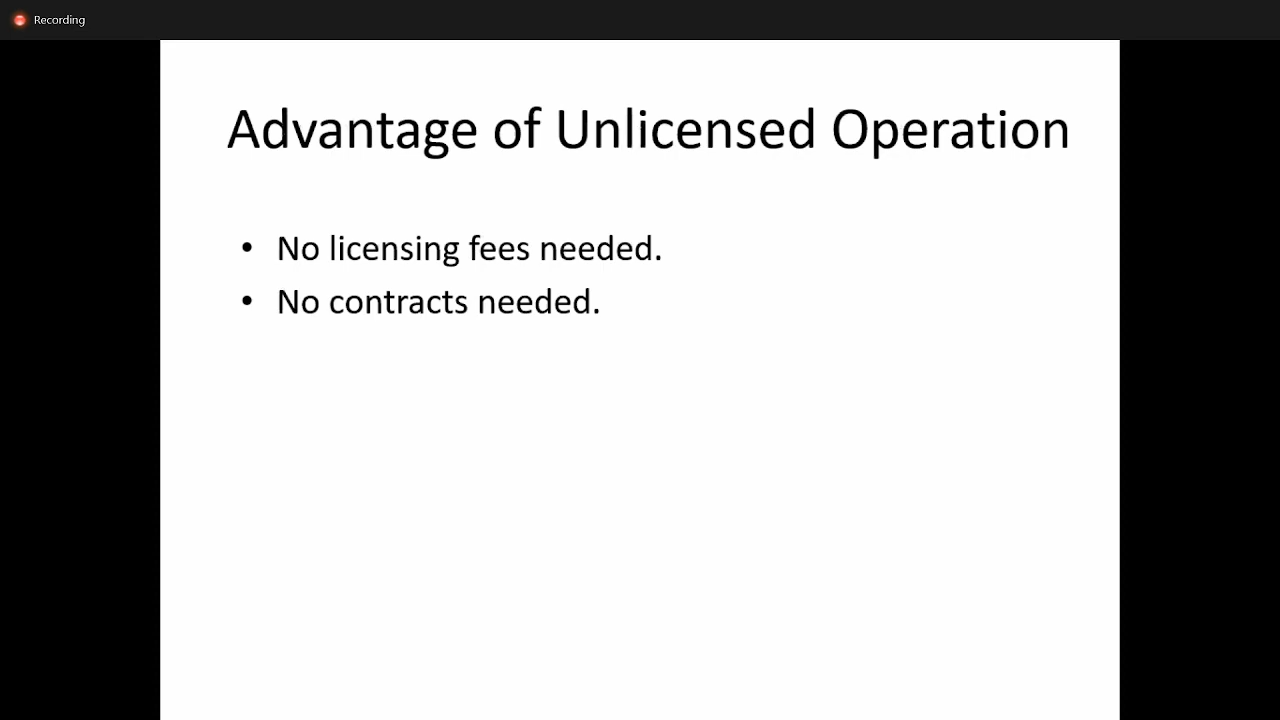 Recording
Advantage of Unlicensed Operation
• No licensing fees needed.
• No contracts needed.